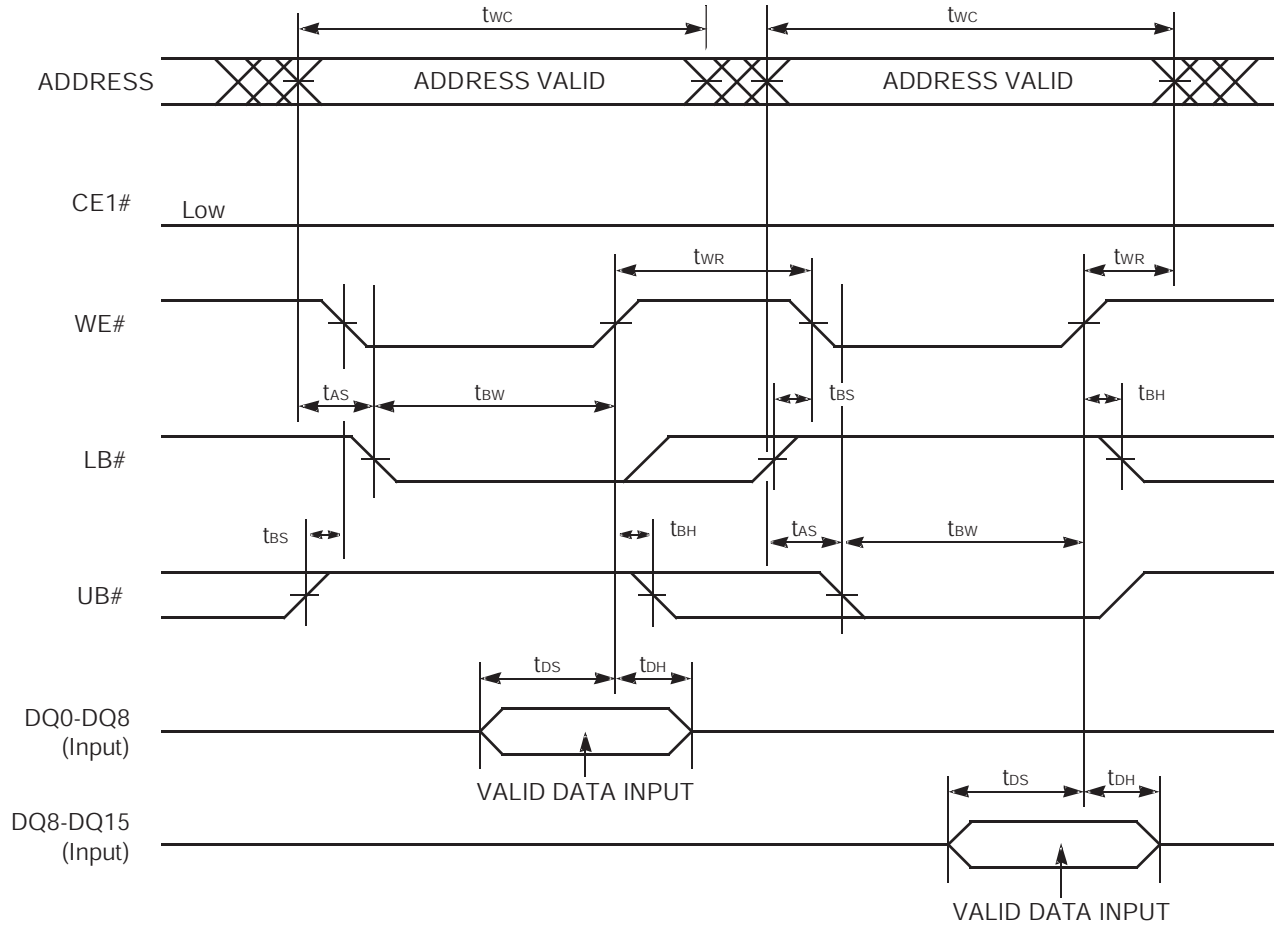 tWC
tWC
ADDRESS
ADDRESS VALID
ADDRESS VALID
CE1#
Low
tWR
tWR
WE#
tAS
tBW
tBS
tBH
LB#
tBS
tBH
tAS
tBW
UB#
tDS
tDH
DQ0-DQ8
(Input)
VALID DATA INPUT
tDS
tDH
DQ8-DQ15
(Input)
VALID DATA INPUT